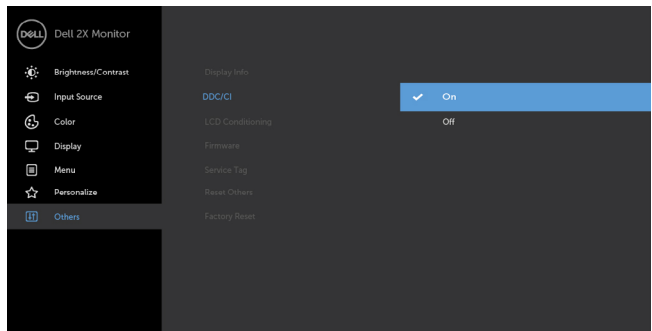 DELL
Dell 2X Monitor
Brightness/Contrast
Input Source
Color
Display
Menu
Personalize
Others
Display Info
DDC/CI
LCD Conditioning
Firmware
Service Tag
Reset Others
Factory Reset
On
Off